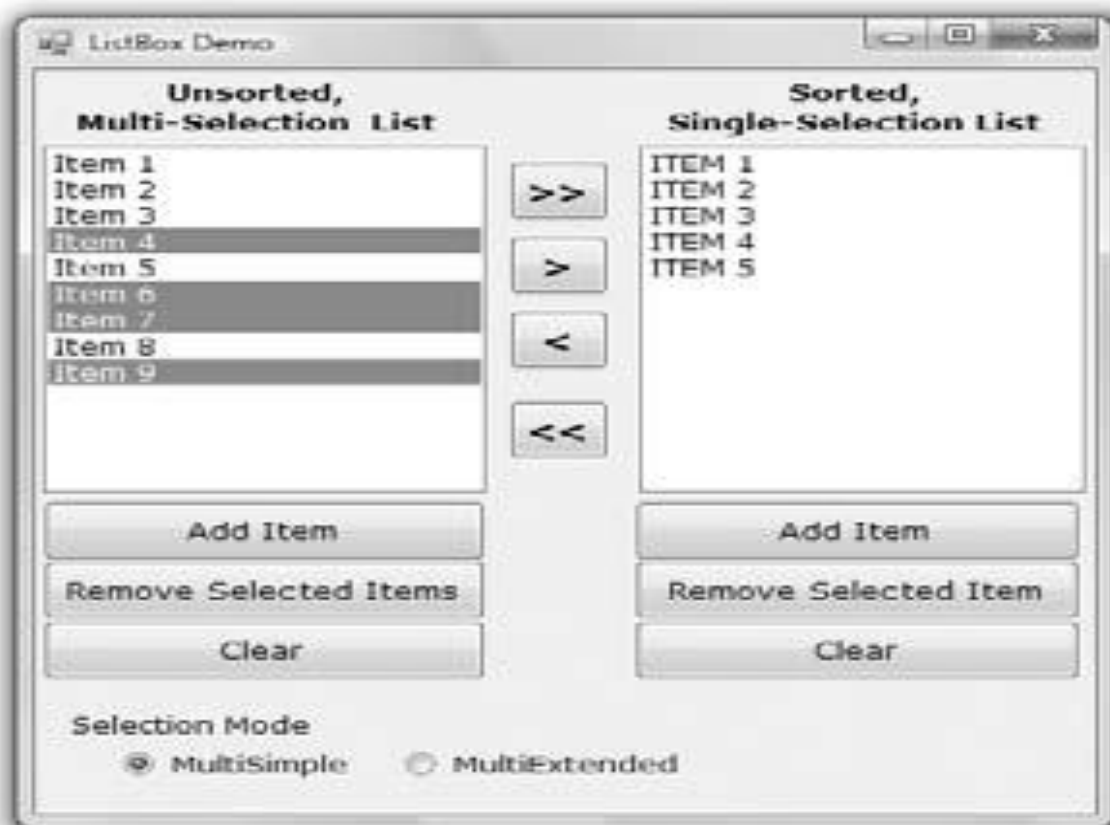 ListBox Demo
Unsorted,
Multi-Selection List
Item 1
Item 2
Item 3
Item 4
Item 5
Item 6
Item 7
Item 8
Item 9
Add Item
Remove Selected Items
Clear
>>
>
<
<<
Sorted,
Single-Selection List
ITEM 1
ITEM 2
ITEM 3
ITEM 4
ITEM 5
Add Item
Remove Selected Item
Clear
Selection Mode
MultiSimple MultiExtended